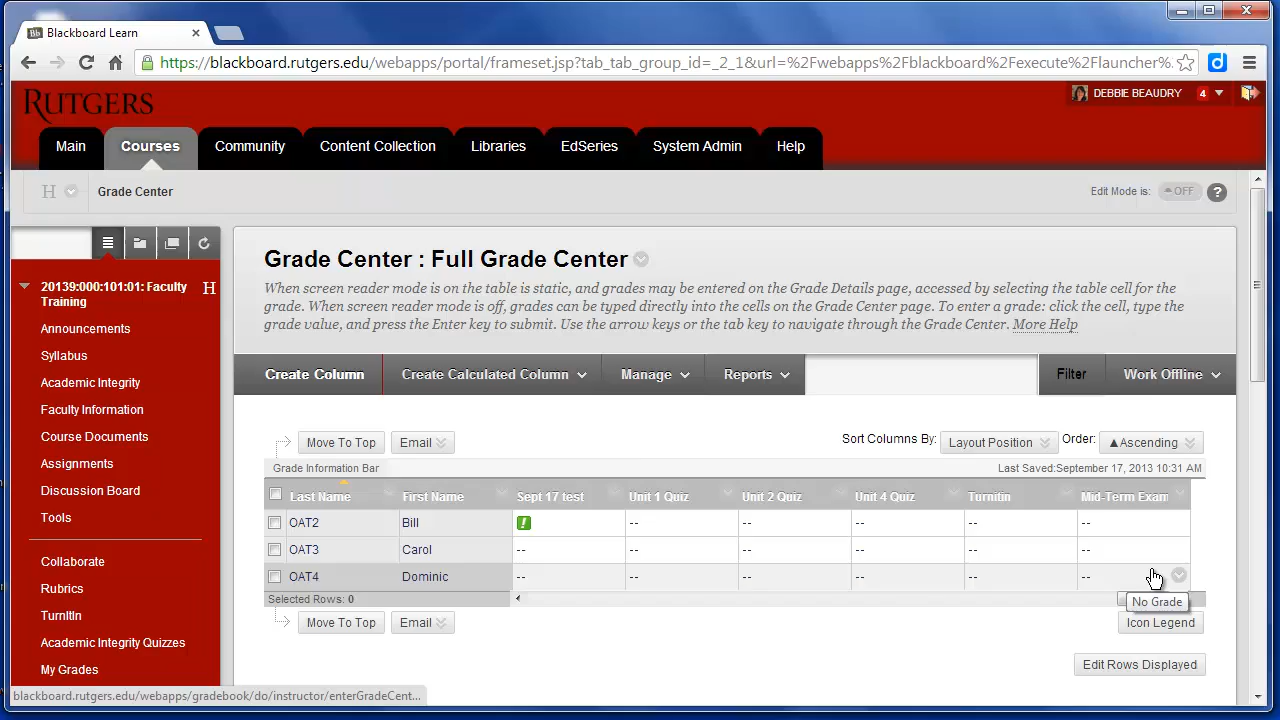 Blackboard Learn
https://blackboard.rutgers.edu/webapps/portal/frameset.jsp?tab_tab_group_id=_2_1&url=%2Fwebapps%2Fblackboard%2Fexecute%2Flauncher%
RUTGERS
DEBBIE BEAUDRY 4
Main Courses Community Content Collection Libraries EdSeries System Admin Help
H Grade Center Edit Mode is: OFF ?
Grade Center : Full Grade Center
When screen reader mode is on the table is static, and grades may be entered on the Grade Details page, accessed by selecting the table cell for the
grade. When screen reader mode is off, grades can be typed directly into the cells on the Grade Center page. To enter a grade: click the cell, type the
grade value, and press the Enter key to submit. Use the arrow keys or the tab key to navigate through the Grade Center. More Help
20139:000:101:01: Faculty H
Training
Announcements
Syllabus
Academic Integrity
Faculty Information
Course Documents
Assignments
Discussion Board
Tools
Collaborate
Rubrics
TurnItIn
Academic Integrity Quizzes
My Grades
Create Column Create Calculated Column Manage Reports Filter Work Offline
Move To Top Email Sort Columns By: Layout Position Order: ▲Ascending
Grade Information Bar Last Saved:September 17, 2013 10:31 AM
Last Name First Name Sept 17 test Unit 1 Quiz Unit 2 Quiz Unit 4 Quiz Turnitin Mid-Term Exam
OAT2 Bill ! -- -- -- -- --
OAT3 Carol -- -- -- -- -- --
OAT4 Dominic -- -- -- -- -- --
Selected Rows: 0
No Grade
Move To Top Email Icon Legend
Edit Rows Displayed
blackboard.rutgers.edu/webapps/gradebook/do/instructor/enterGradeCent...